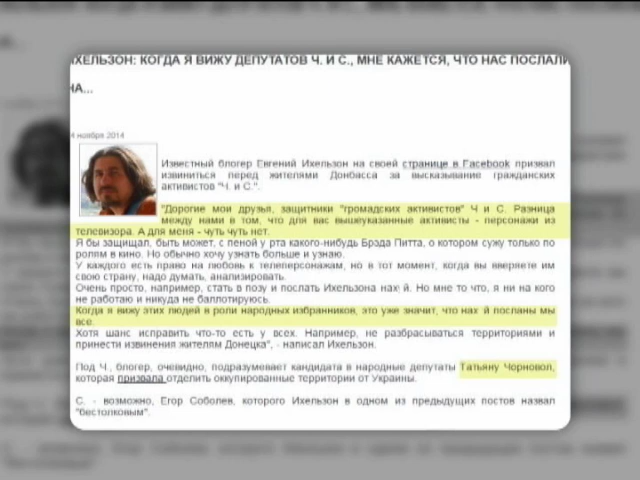 ИХЕЛЬЗОН: КОГДА Я ВИЖУ ДЕПУТАТОВ Ч. И С., МНЕ КАЖЕТСЯ, ЧТО НАС ПОСЛАЛИ
НА...
4 ноября 2014
Известный блогер Евгений Ихельзон на своей странице в Facebook призвал
извиниться перед жителями Донбасса за высказывание гражданских
активистов "Ч. и С.".
"Дорогие мои друзья, защитники "громадских активистов" Ч и С. Разница
между нами в том, что для вас вышеуказанные активисты - персонажи из
телевизора. А для меня - чуть чуть нет.
Я бы защищал, быть может, с пеной у рта какого-нибудь Брэда Питта, о котором сужу только по
ролям в кино. Но обычно хочу узнать больше и узнаю.
У каждого есть право на любовь к телеперсонажам, но в тот момент, когда вы вверяете им
свою страну, надо думать, анализировать.
Очень просто, например, стать в позу и послать Ихельзона нах й. Но мне то что, я ни на кого
не работаю и никуда не баллотируюсь.
Когда я вижу этих людей в роли народных избранников, это уже значит, что нах й посланы мы
все.
Хотя шанс исправить что-то есть у всех. Например, не разбрасываться территориями и
принести извинения жителям Донецка", - написал Ихельзон.
Под Ч., блогер, очевидно, подразумевает кандидата в народные депутаты Татьяну Чорновол,
которая призвала отделить оккупированные территории от Украины.
С. - возможно, Егор Соболев, которого Ихельзон в одном из предыдущих постов назвал
"бестолковым".